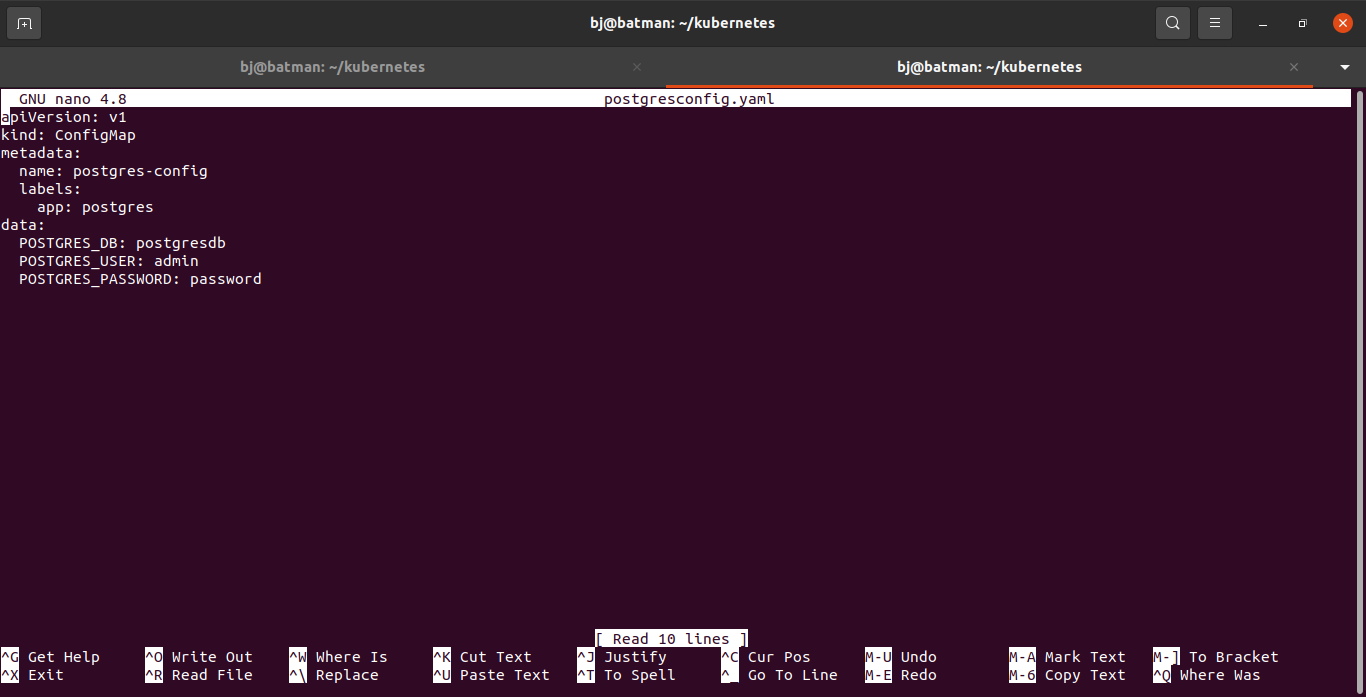 bj@batman: ~/kubernetes
bj@batman: ~/kubernetes bj@batman: ~/kubernetes
GNU nano 4.8 postgresconfig.yaml
apiVersion: v1
kind: ConfigMap
metadata:
  name: postgres-config
  labels:
    app: postgres
data:
  POSTGRES_DB: postgresdb
  POSTGRES_USER: admin
  POSTGRES_PASSWORD: password
[ Read 10 lines ]
^G Get Help ^O Write Out ^W Where Is ^K Cut Text ^J Justify ^C Cur Pos M-U Undo M-A Mark Text M-] To Bracket
^X Exit ^R Read File ^\ Replace ^U Paste Text ^T To Spell ^_ Go To Line M-E Redo M-6 Copy Text ^Q Where Was